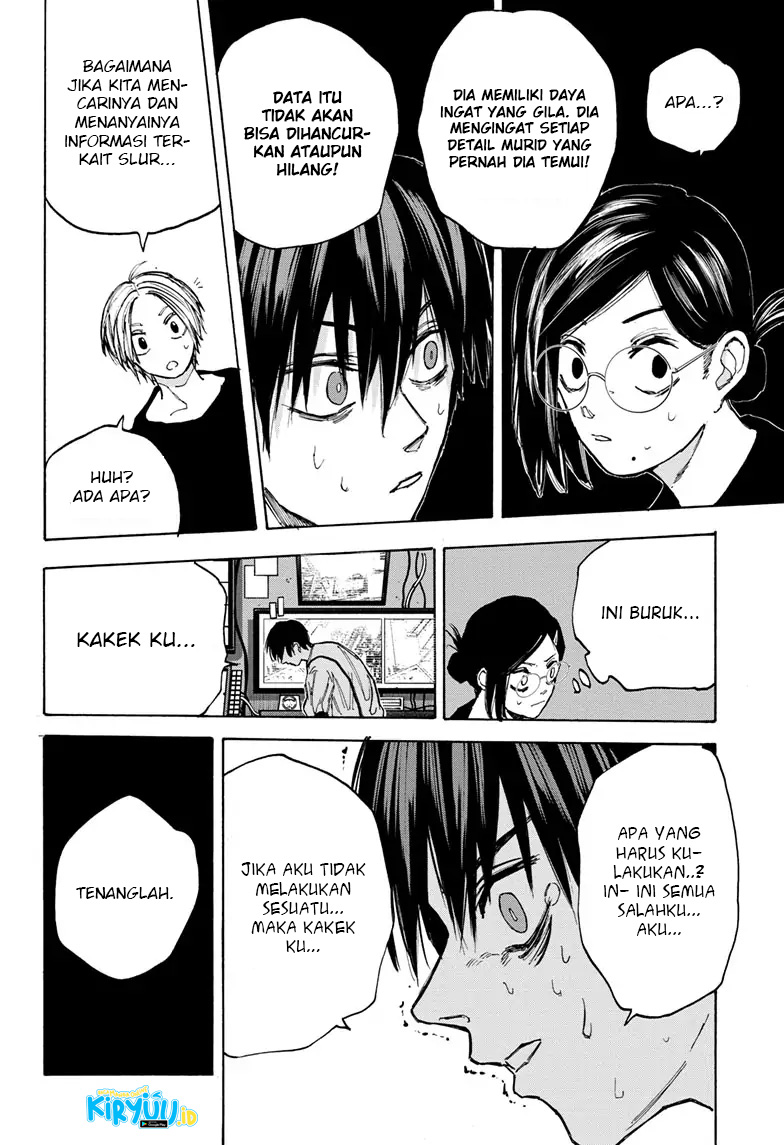 APA...?
DIA MEMILIKI DAYA
INGAT YANG GILA. DIA
MENGINGAT SETIAP
DETAIL MURID YANG
PERNAH DIA TEMUI!
DATA ITU
TIDAK AKAN
BISA DIHANCUR-
KAN ATAUPUN
HILANG!
BAGAIMANA
JIKA KITA MEN-
CARINYA DAN
MENANYAINYA
INFORMASI TER-
KAIT SLUR...
HUH?
ADA APA?
INI BURUK...
KAKEK KU...
APA YANG
HARUS KU-
LAKUKAN..?
IN- INI SEMUA
SALAHKU...
AKU...
JIKA AKU TIDAK
MELAKUKAN
SESUATU...
MAKA KAKEK
KU...
TENANGLAH.
KIRYUU.ID